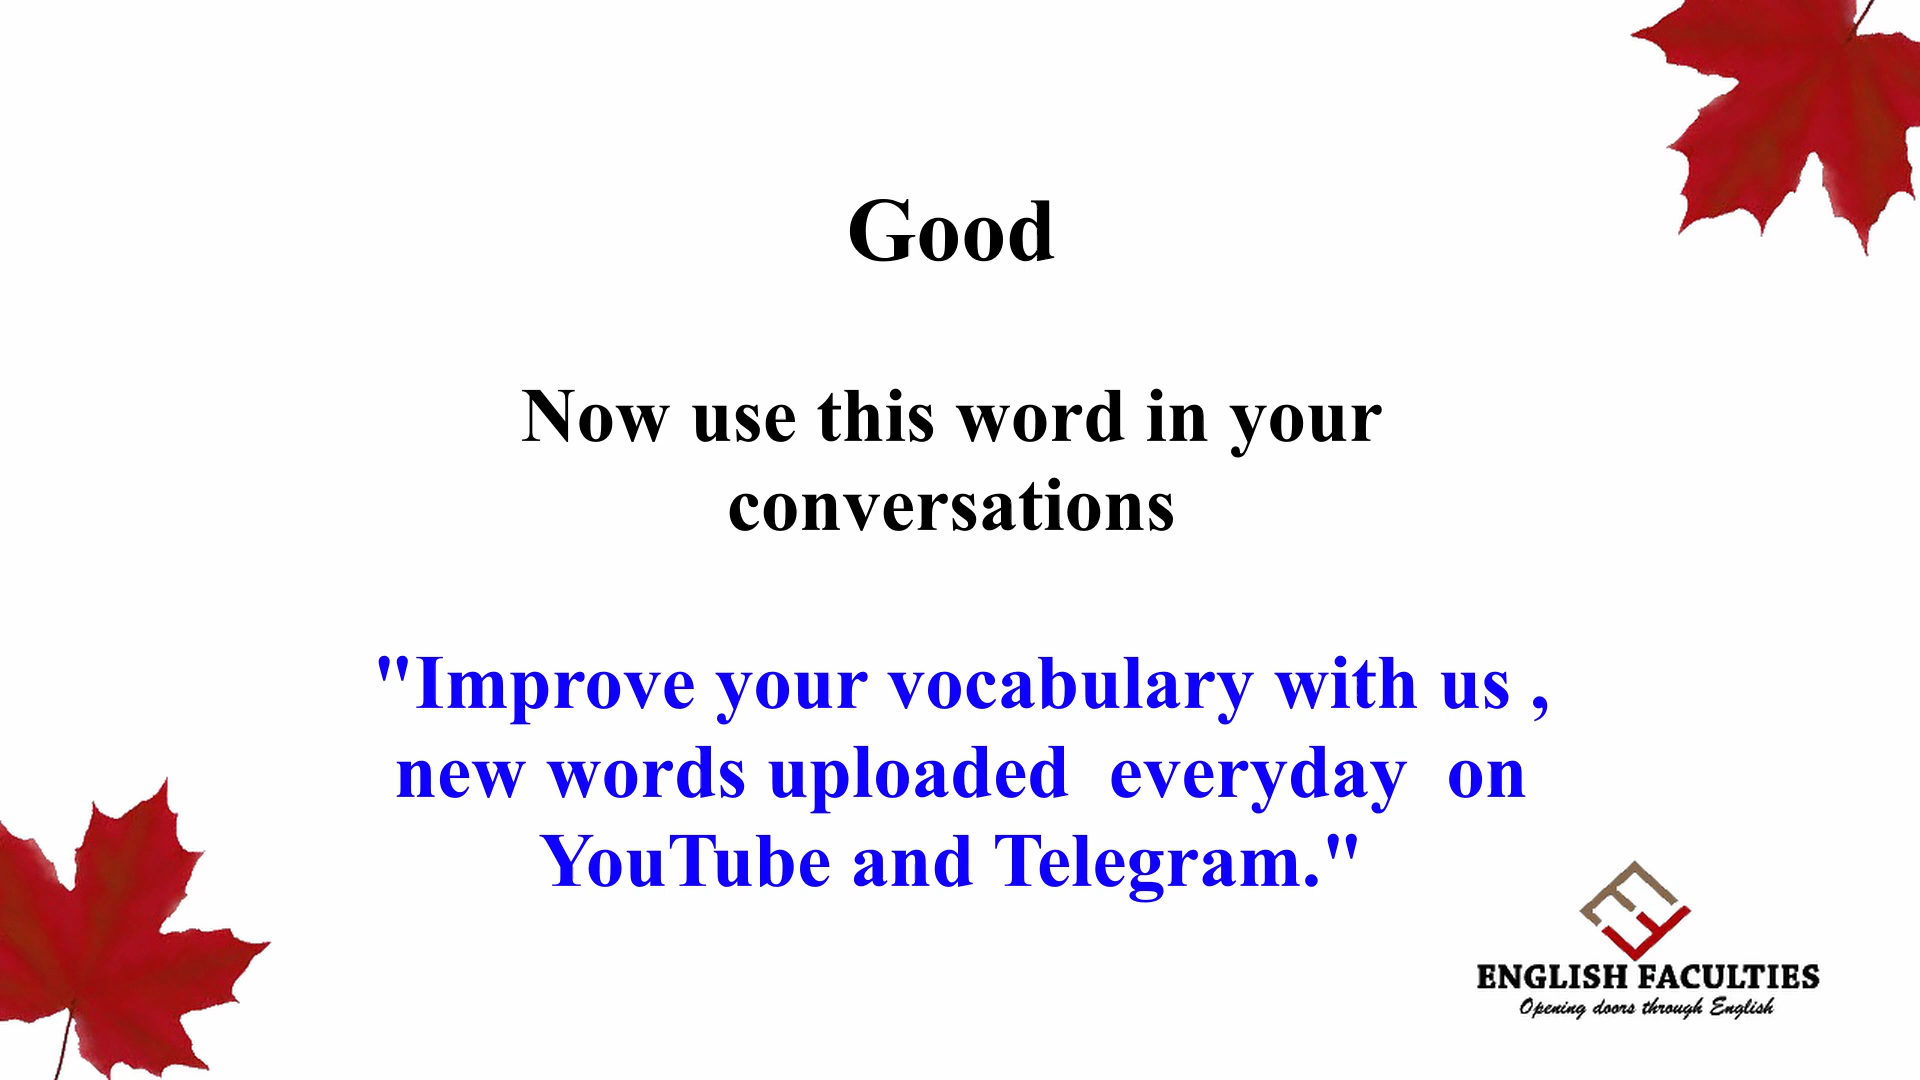 Good
Now use this word in your
conversations
"Improve your vocabulary with us ,
new words uploaded  everyday  on
YouTube and Telegram."
ENGLISH FACULTIES
Opening doors through English